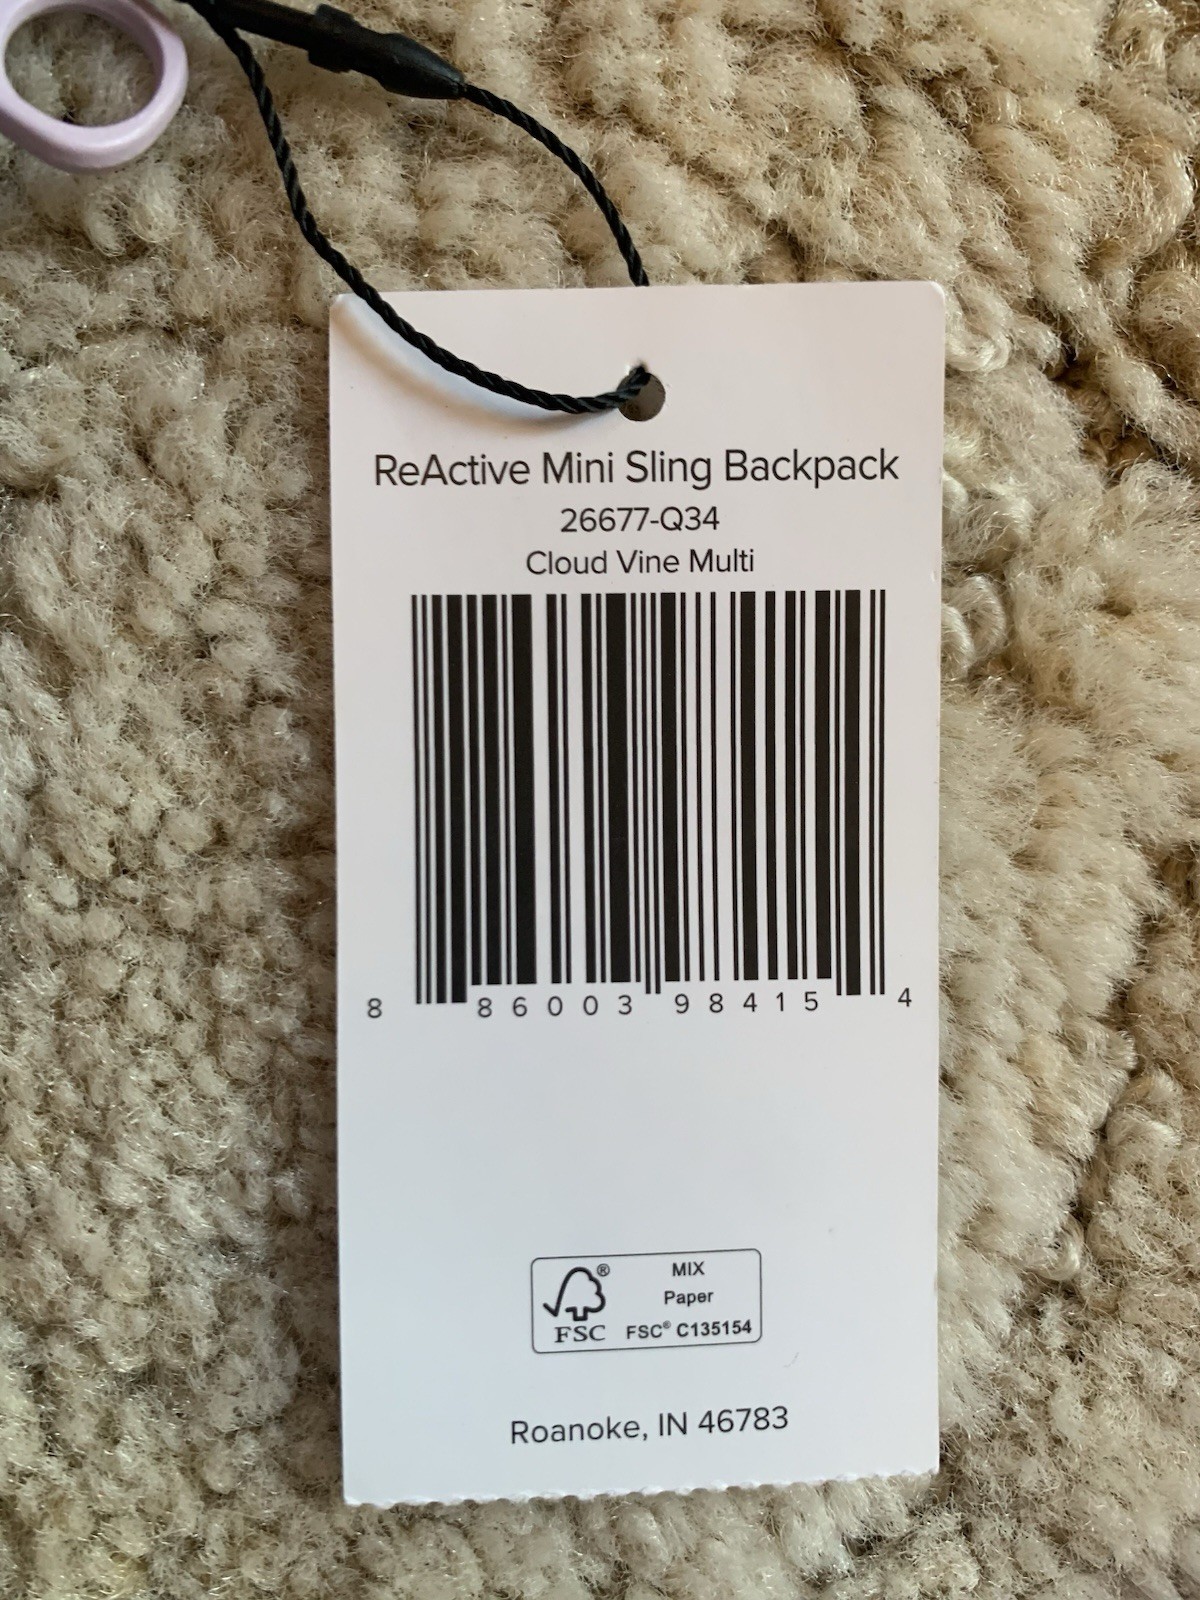 ReActive Mini Sling Backpack
26677-Q34
Cloud Vine Multi
8 86003 98415 4
® MIX
Paper
FSC FSC® C135154
Roanoke, IN 46783